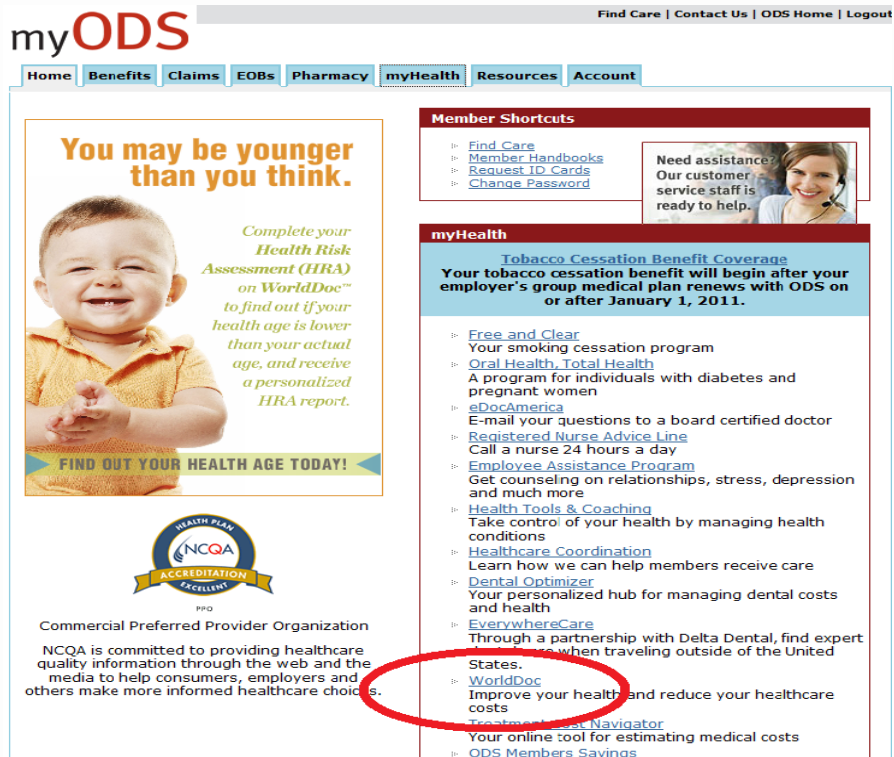 Find Care | Contact Us | ODS Home | Logout
myODS
Home Benefits Claims EOBs Pharmacy myHealth Resources Account
You may be younger
than you think.
Complete your
Health Risk
Assessment (HRA)
on WorldDoc™
to find out if your
health age is lower
than your actual
age, and receive
a personalized
HRA report.
FIND OUT YOUR HEALTH AGE TODAY!
HEALTH PLAN
NCQA
ACCREDITATION
EXCELLENT
PPO
Commercial Preferred Provider Organization
NCQA is committed to providing healthcare
quality information through the web and the
media to help consumers, employers and
others make more informed healthcare choices.
Member Shortcuts
Find Care
Member Handbooks
Request ID Cards
Change Password
Need assistance?
Our customer
service staff is
ready to help.
myHealth
Tobacco Cessation Benefit Coverage
Your tobacco cessation benefit will begin after your
employer's group medical plan renews with ODS on
or after January 1, 2011.
Free and Clear
Your smoking cessation program
Oral Health, Total Health
A program for individuals with diabetes and
pregnant women
eDocAmerica
E-mail your questions to a board certified doctor
Registered Nurse Advice Line
Call a nurse 24 hours a day
Employee Assistance Program
Get counseling on relationships, stress, depression
and much more
Health Tools & Coaching
Take control of your health by managing health
conditions
Healthcare Coordination
Learn how we can help members receive care
Dental Optimizer
Your personalized hub for managing dental costs
and health
EverywhereCare
Through a partnership with Delta Dental, find expert
when traveling outside of the United
States.
WorldDoc
Improve your health and reduce your healthcare
costs
Treatment Cost Navigator
Your online tool for estimating medical costs
ODS Members Savings